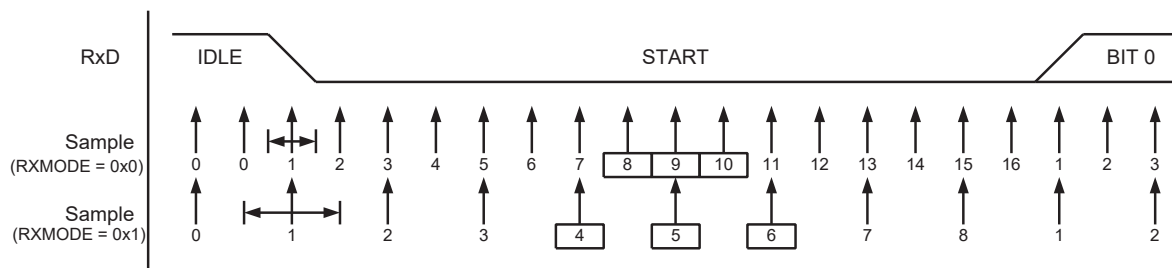 RxD IDLE START BIT 0
Sample
(RXMODE = 0x0)
0 0 1 2 3 4 5 6 7 8 9 10 11 12 13 14 15 16 1 2 3
Sample
(RXMODE = 0x1)
0 1 2 3 4 5 6 7 8 1 2